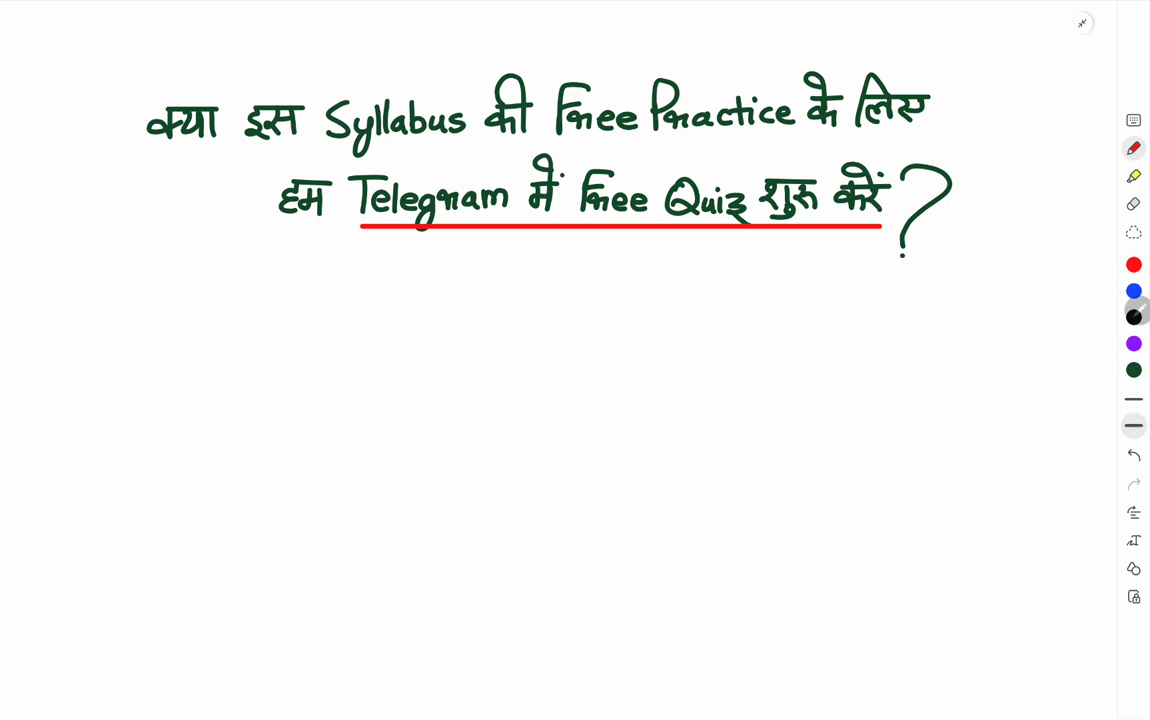 क्या इस Syllabus की Free Practice के लिए
हम Telegram में Free Quiz शुरू करें ?